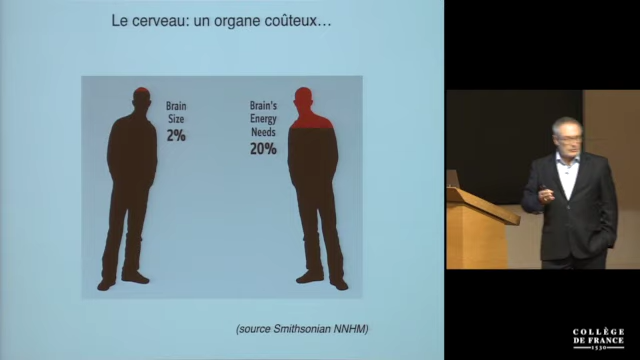 Le cerveau: un organe coûteux…
Brain
Size
2%
Brain's
Energy
Needs
20%
(source Smithsonian NNHM)
COLLÈGE
DE FRANCE
1530